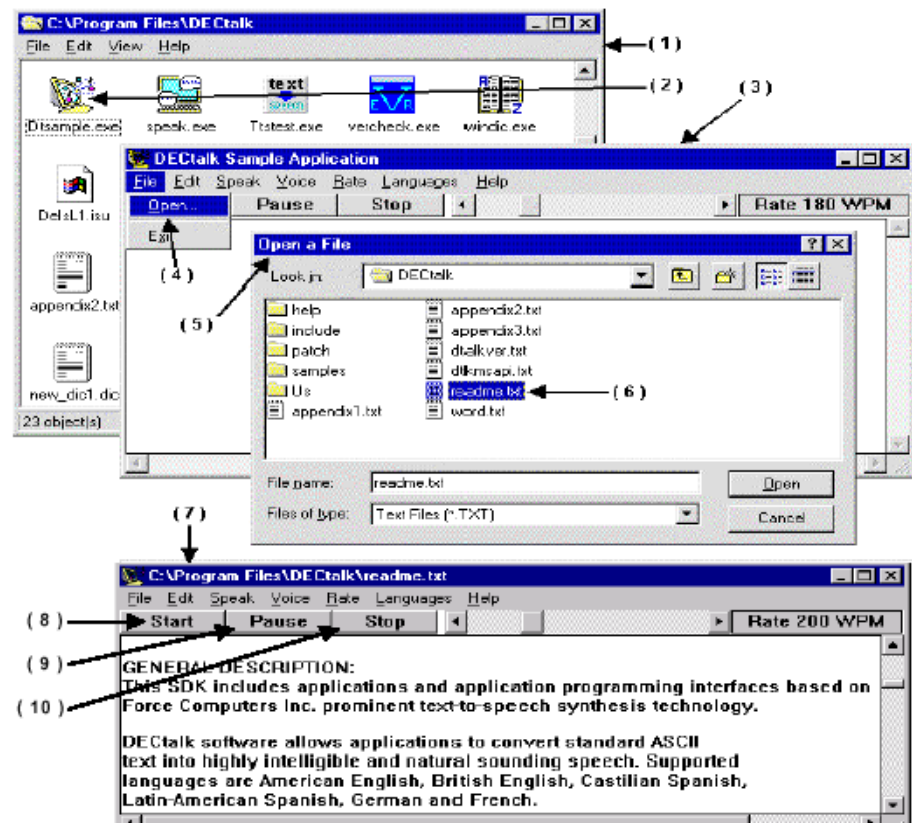 C:\Program Files\DECtalk
File Edit View Help
( 1 )
( 2 )
( 3 )
Dtsample.exe speak.exe Ttstest.exe vercheck.exe windic.exe
DECtalk Sample Application
File Edit Speak Voice Rate Languages Help
Open... Pause Stop Rate 180 WPM
Exit
DeIsL1.isu
( 4 )
Open a File
Look in: DECtalk
( 5 )
help appendix2.txt
include appendix3.txt
patch dtalkver.txt
samples dtlkmsapi.txt
Us readme.txt
( 6 )
appendix1.txt word.txt
appendix2.txt
new_dic1.dic
23 object(s)
File name: readme.txt Open
Files of type: Text Files (*.TXT) Cancel
( 7 )
C:\Program Files\DECtalk\readme.txt
File Edit Speak Voice Rate Languages Help
( 8 )
Start Pause Stop Rate 200 WPM
( 9 )
( 10 )
GENERAL DESCRIPTION:
This SDK includes applications and application programming interfaces based on
Force Computers Inc. prominent text-to-speech synthesis technology.
DECtalk software allows applications to convert standard ASCII
text into highly intelligible and natural sounding speech. Supported
languages are American English, British English, Castilian Spanish,
Latin-American Spanish, German and French.